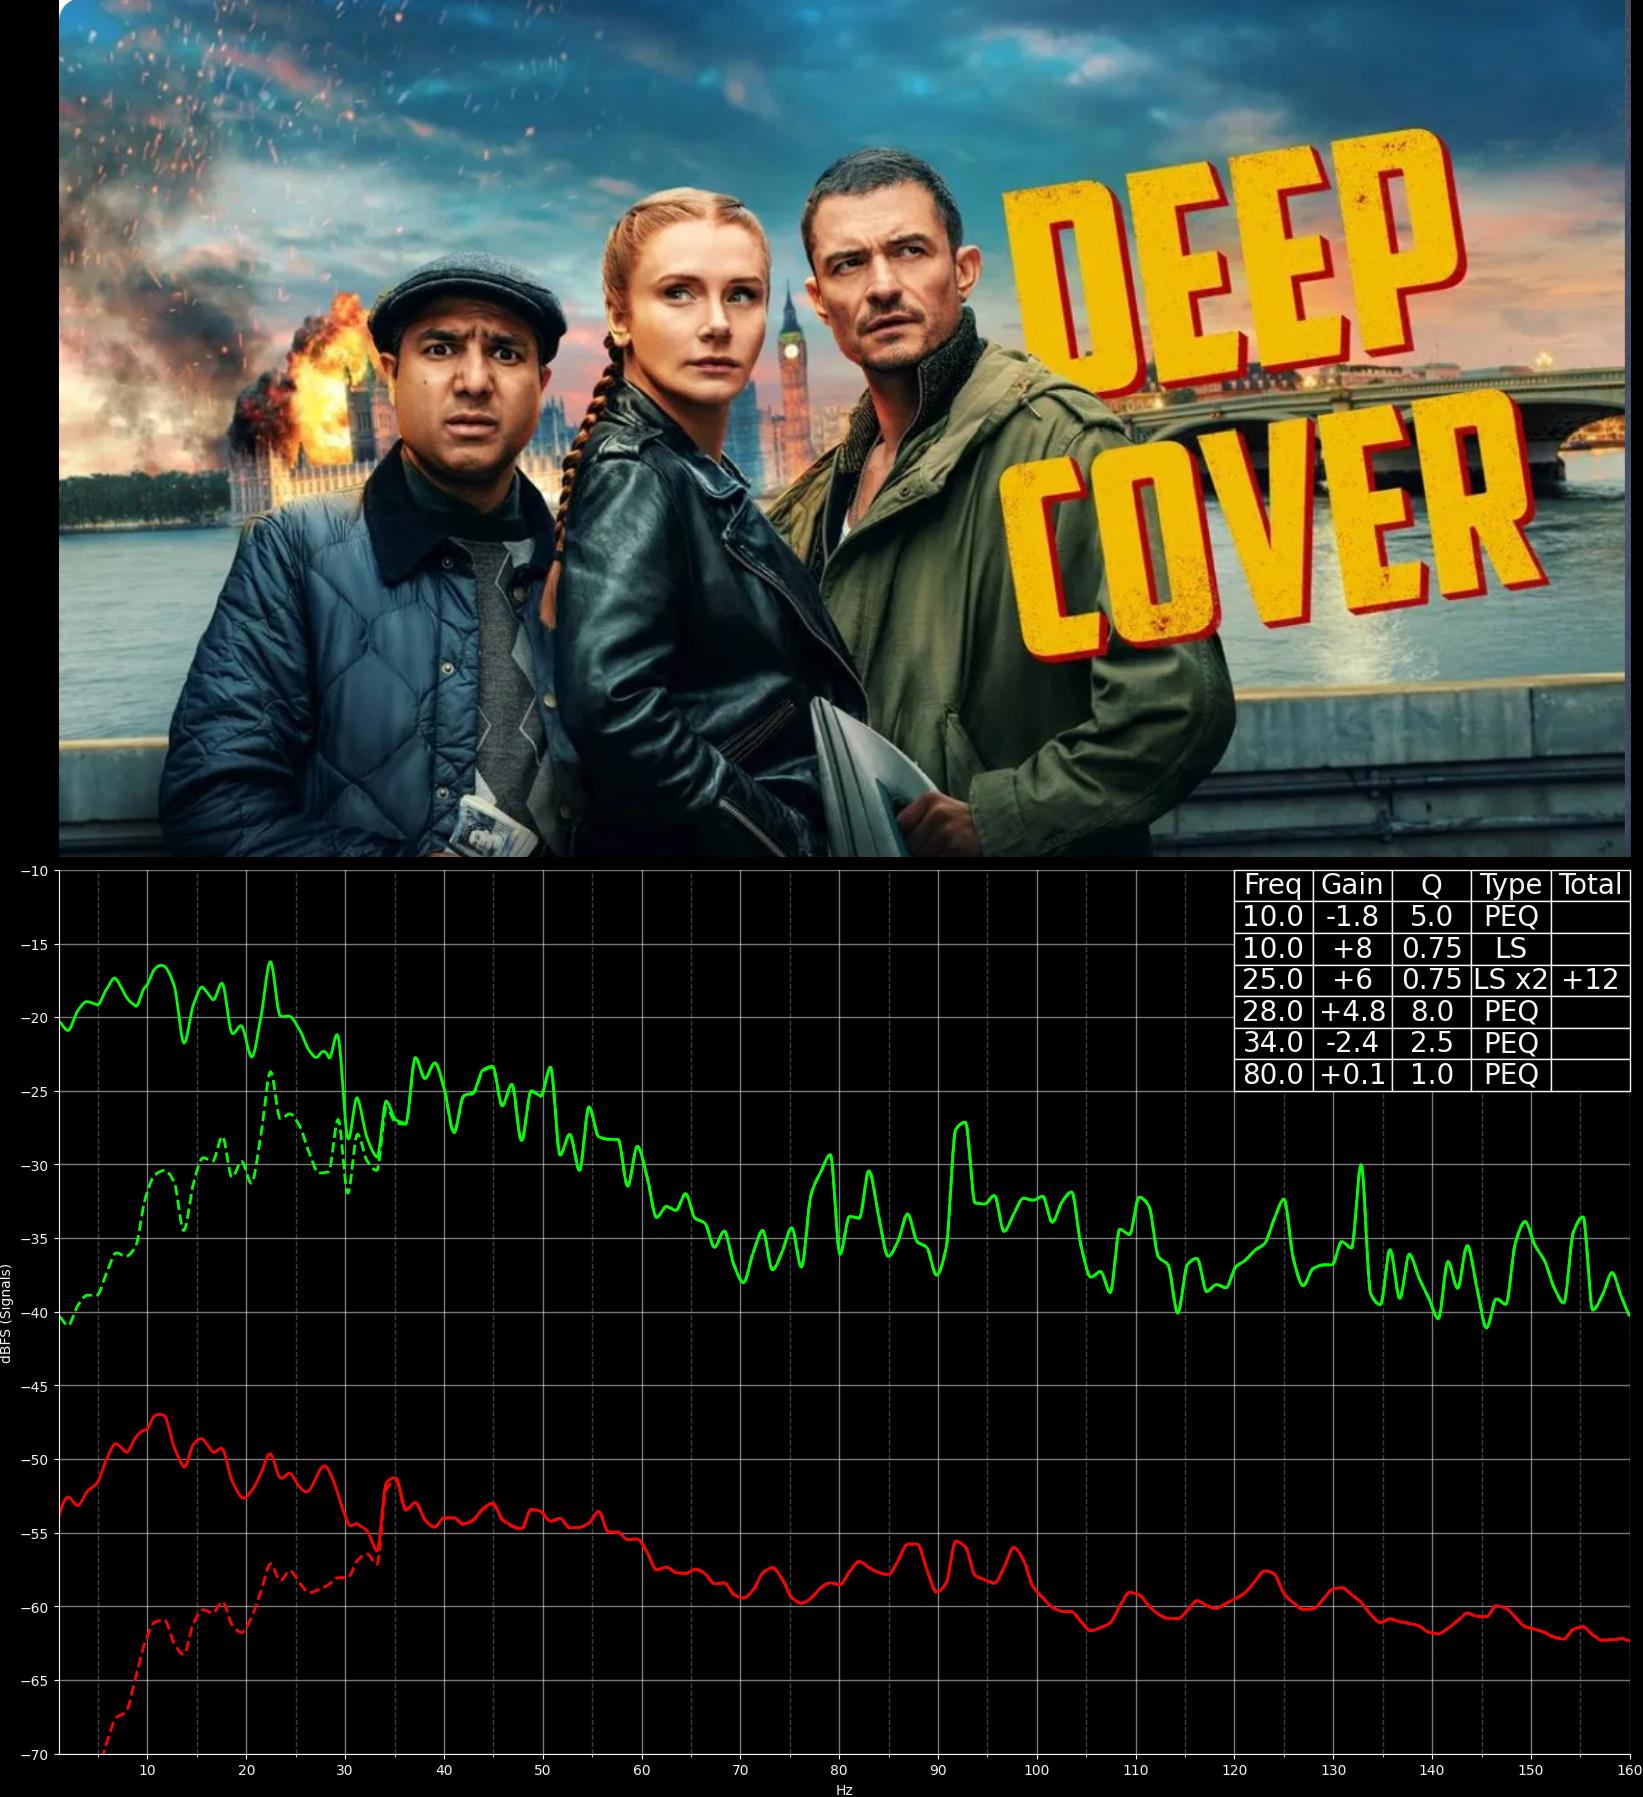 DEEP
COVER
Freq Gain Q Type Total
10.0 -1.8 5.0 PEQ
10.0 +8 0.75 LS
25.0 +6 0.75 LS x2 +12
28.0 +4.8 8.0 PEQ
34.0 -2.4 2.5 PEQ
80.0 +0.1 1.0 PEQ
−10
−15
−20
−25
−30
−35
−40
−45
−50
−55
−60
−65
−70
dBFS (Signals)
10 20 30 40 50 60 70 80 90 100 110 120 130 140 150 160
Hz